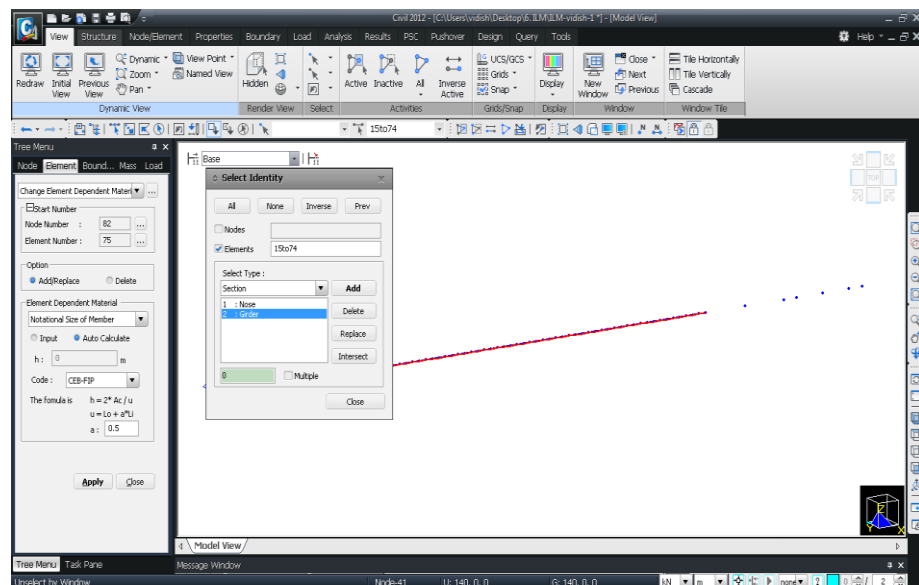 Civil 2012 - [C:\Users\vidish\Desktop\6. ILM\ILM-vidish-1 *] - [Model View]
View Structure Node/Element Properties Boundary Load Analysis Results PSC Pushover Design Query Tools Help
Redraw Initial View Previous View Dynamic Zoom Pan View Point Named View Hidden Active Inactive All Inverse Active UCS/GCS Grids Snap Display New Window Close Next Previous Tile Horizontally Tile Vertically Cascade
Dynamic View Render View Select Activities Grids/Snap Display Window Window Tile
15to74
Tree Menu
Node Element Bound... Mass Load
Change Element Dependent Materi
...
Start Number
Node Number : 82 ...
Element Number : 75 ...
Option
Add/Replace Delete
Element Dependent Material
Notational Size of Member
Input Auto Calculate
h : 0 m
Code : CEB-FIP
The fomula is h = 2* Ac / u
u = Lo + a*Li
a : 0.5
Apply Close
Base
Select Identity
All None Inverse Prev
Nodes
Elements 15to74
Select Type :
Section Add
1 : Nose
2 : Girder
Delete
Replace
Intersect
0 Multiple
Close
TOP
Z
Y X
Model View
Tree Menu Task Pane Message Window
Unselect by Window Node-41 U: 140, 0, 0 G: 140, 0, 0 kN m none 2